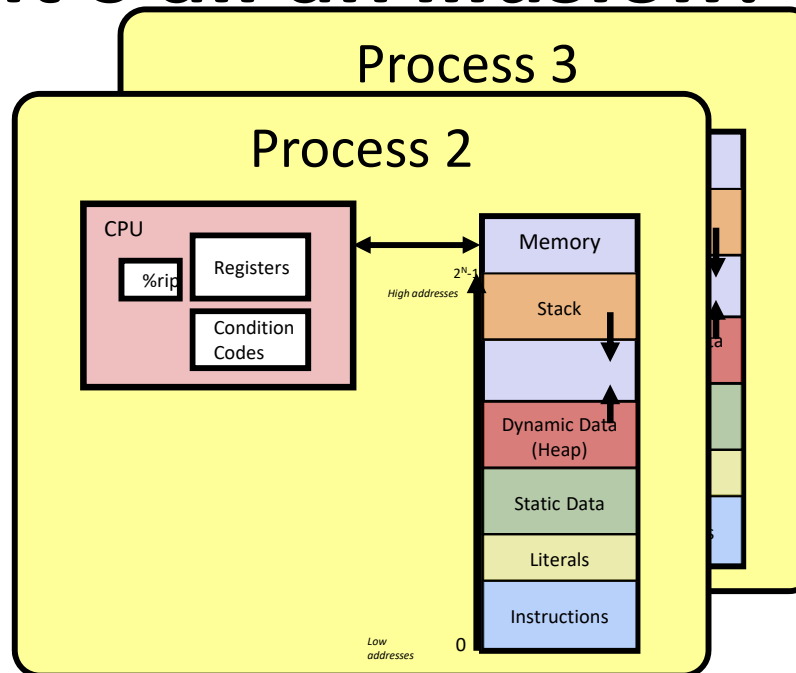 Process 3
Process 2
CPU
%rip
Registers
Condition
Codes
Memory
2ᴺ-1
High addresses
Stack
Dynamic Data
(Heap)
Static Data
Literals
Instructions
Low
addresses
0